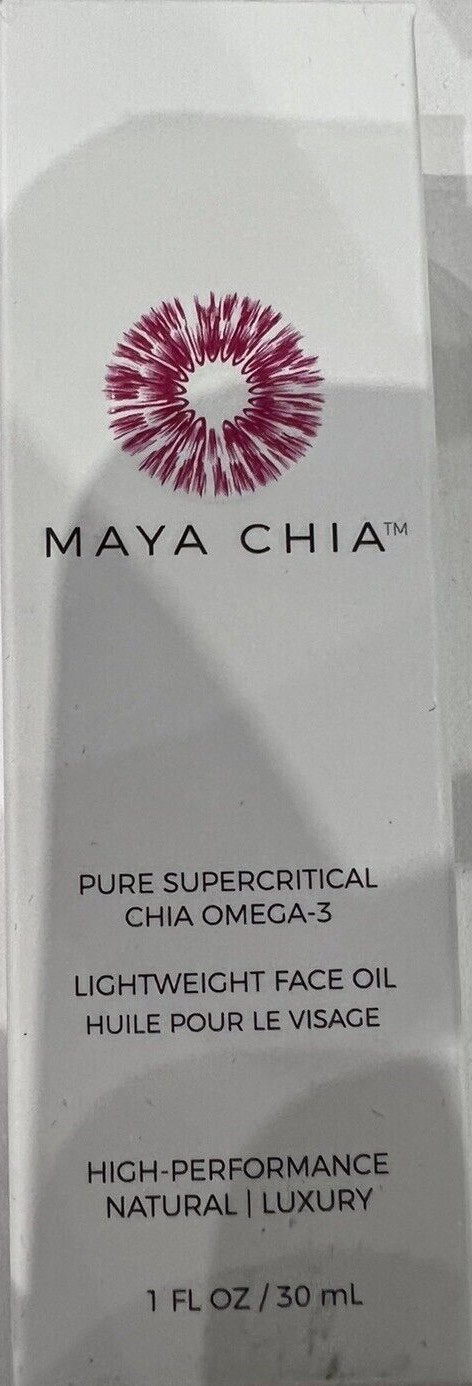 MAYA CHIA™
PURE SUPERCRITICAL
CHIA OMEGA-3
LIGHTWEIGHT FACE OIL
HUILE POUR LE VISAGE
HIGH-PERFORMANCE
NATURAL | LUXURY
1 FL OZ / 30 mL